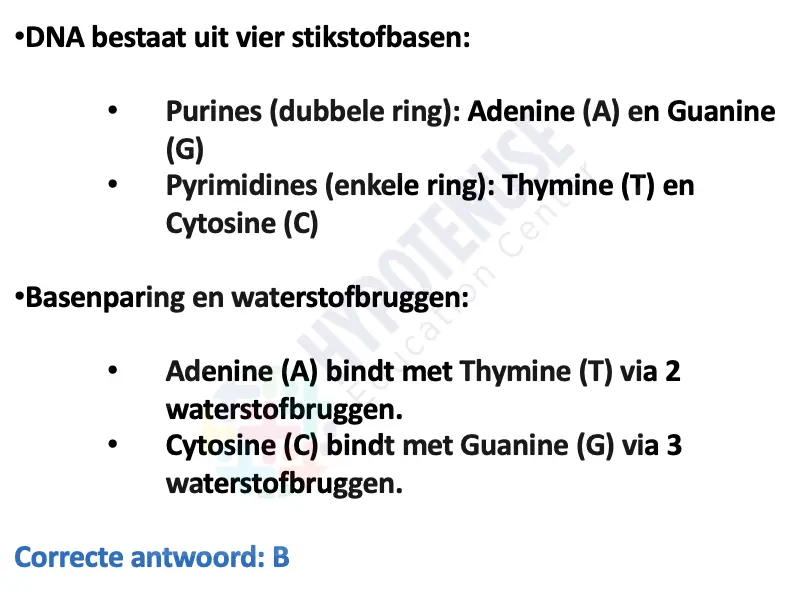 •DNA bestaat uit vier stikstofbasen:
• Purines (dubbele ring): Adenine (A) en Guanine
(G)
• Pyrimidines (enkele ring): Thymine (T) en
Cytosine (C)
•Basenparing en waterstofbruggen:
• Adenine (A) bindt met Thymine (T) via 2
waterstofbruggen.
• Cytosine (C) bindt met Guanine (G) via 3
waterstofbruggen.
Correcte antwoord: B
HYPOTENUSE
Education Center